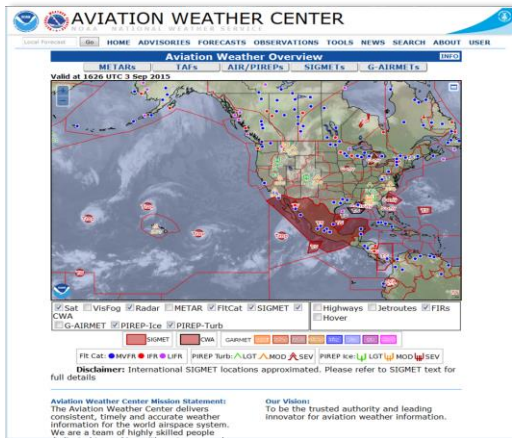 AVIATION WEATHER CENTER
NOAA NATIONAL WEATHER SERVICE
Local Forecast Go HOME ADVISORIES FORECASTS OBSERVATIONS TOOLS NEWS SEARCH ABOUT USER
Aviation Weather Overview INFO
METARs TAFs AIR/PIREPs SIGMETs G-AIRMETs
Valid at 1626 UTC 3 Sep 2015
Sat VisFog Radar METAR FltCat SIGMET
CWA
G-AIRMET PIREP-Ice PIREP-Turb
Highways Jetroutes FIRs
Hover
SIGMET CWA GAIRMET
Flt Cat: MVFR IFR LIFR PIREP Turb: LGT MOD SEV PIREP Ice: LGT MOD SEV
Disclaimer: International SIGMET locations approximated. Please refer to SIGMET text for
full details
Aviation Weather Center Mission Statement:
The Aviation Weather Center delivers
consistent, timely and accurate weather
information for the world airspace system.
We are a team of highly skilled people
Our Vision:
To be the trusted authority and leading
innovator for aviation weather information.